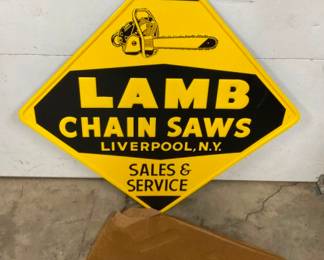 LAMB
CHAIN SAWS
LIVERPOOL, N.Y.
SALES &
SERVICE